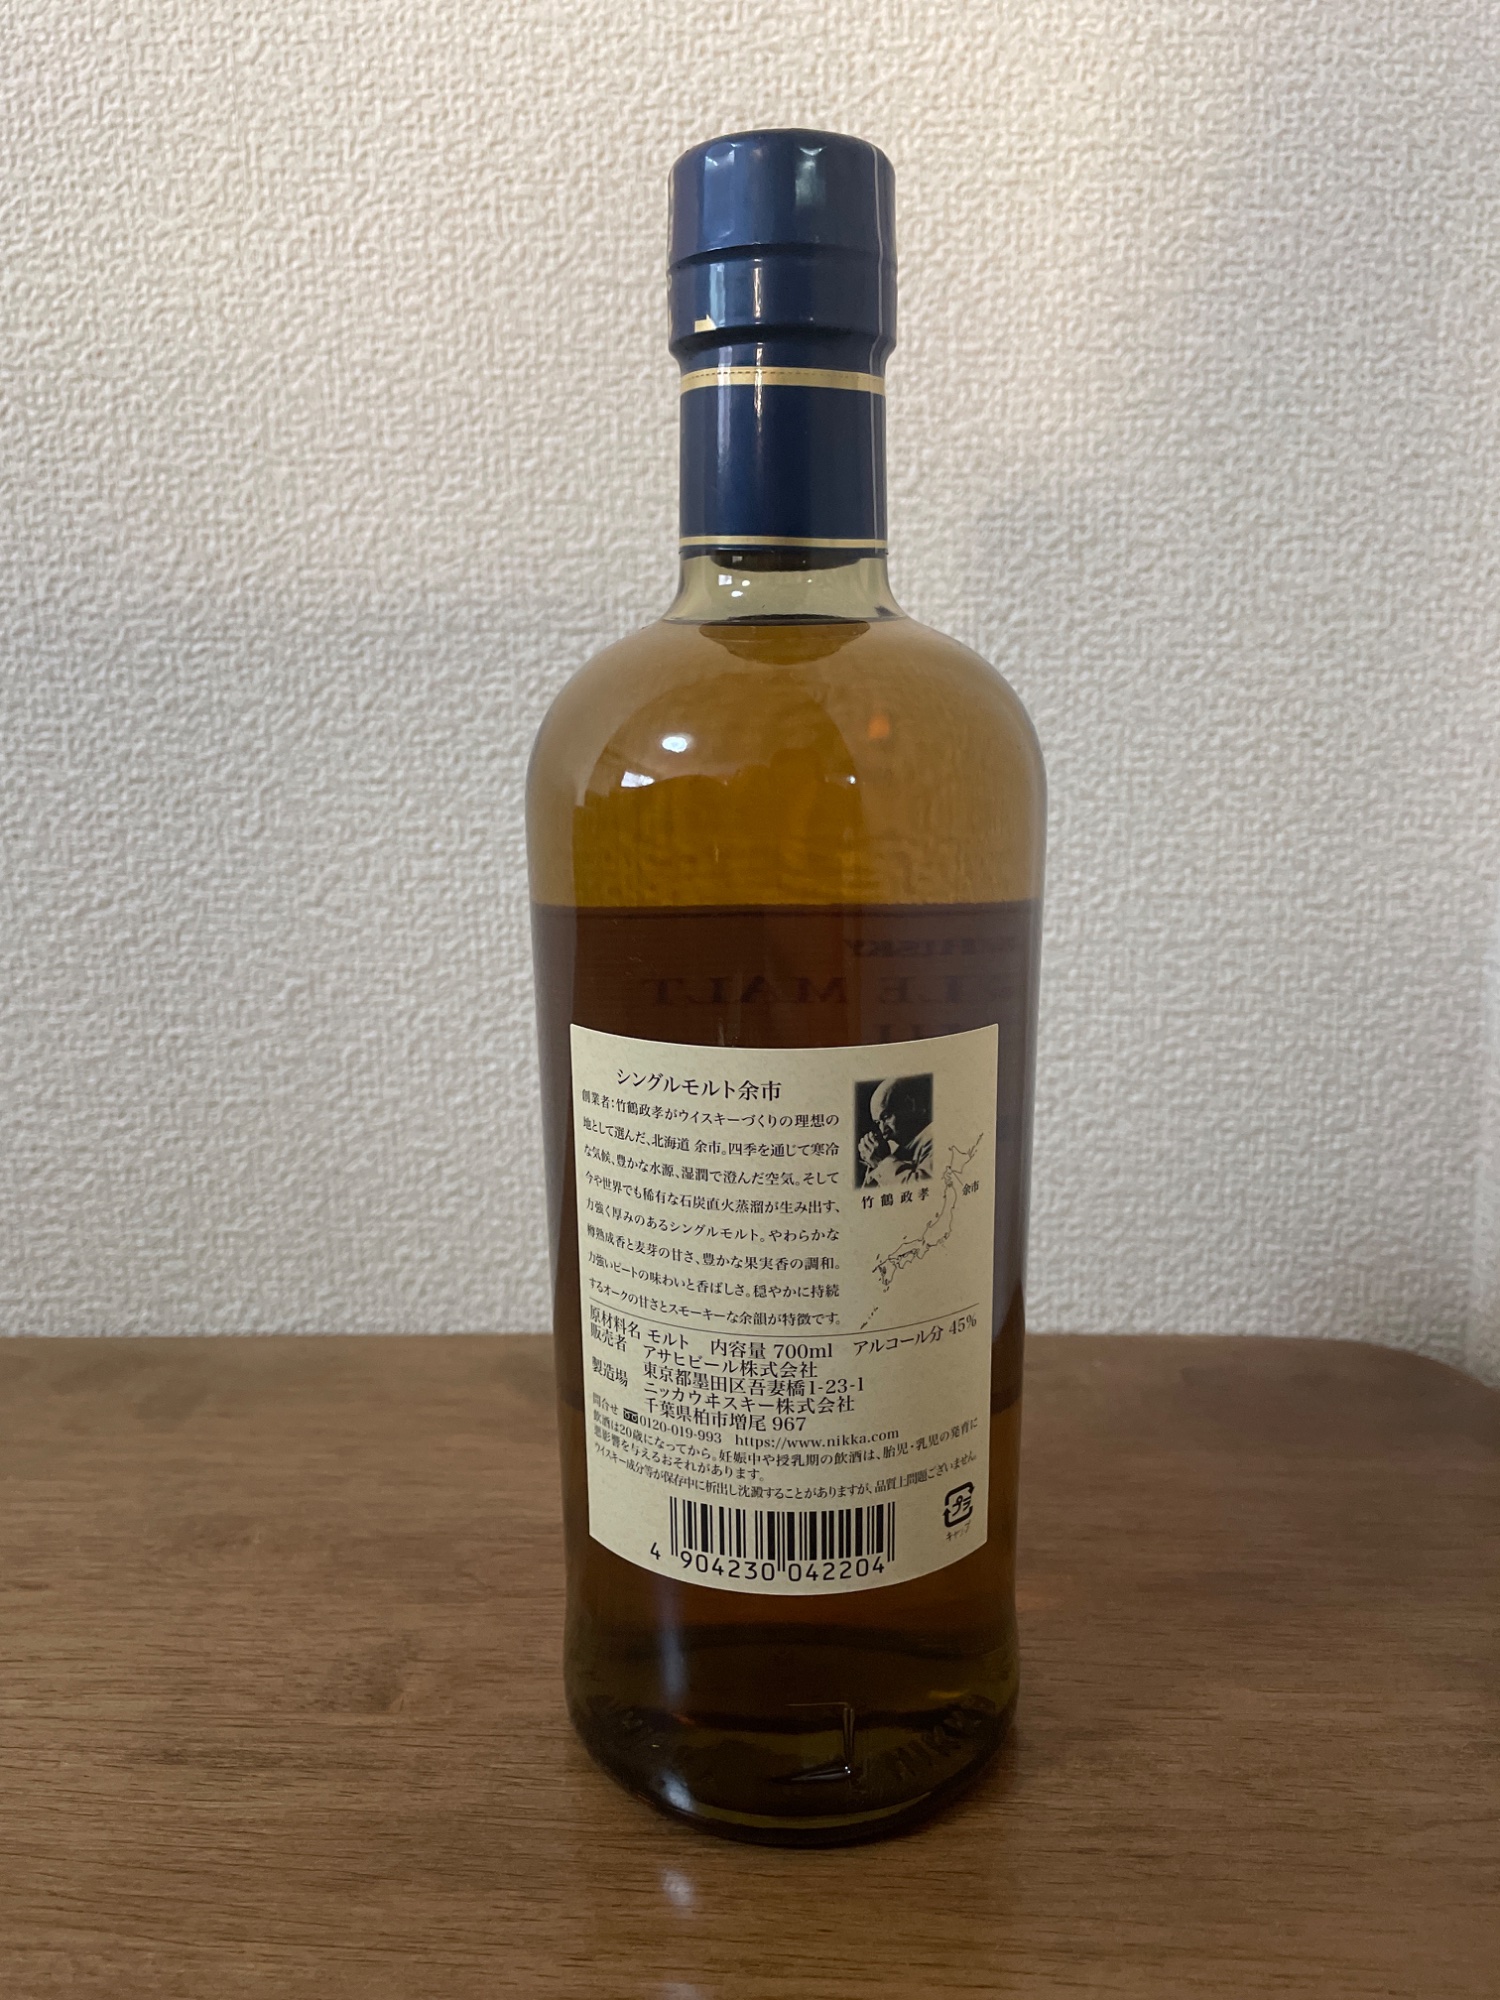 WHISKY
LE MALT
シングルモルト余市
創業者:竹鶴政孝がウイスキーづくりの理想の
地として選んだ、北海道 余市。四季を通じて寒冷
な気候、豊かな水源、湿潤で澄んだ空気。そして
今や世界でも稀有な石炭直火蒸溜が生み出す、
力強く厚みのあるシングルモルト。やわらかな
樽熟成香と麦芽の甘さ、豊かな果実香の調和。
力強いピートの味わいと香ばしさ。穏やかに持続
するオークの甘さとスモーキーな余韻が特徴です。
竹鶴政孝
余市
原材料名 モルト 内容量 700ml アルコール分 45%
販売者 アサヒビール株式会社
東京都墨田区吾妻橋1-23-1
製造場 ニッカウヰスキー株式会社
千葉県柏市増尾 967
問合せ 0120-019-993 https://www.nikka.com
飲酒は20歳になってから。妊娠中や授乳期の飲酒は、胎児・乳児の発育に
悪影響を与えるおそれがあります。
ウイスキー成分等が保存中に析出し沈澱することがありますが、品質上問題ございません。
プラ
キャップ
4 904230 042204
NIKKA